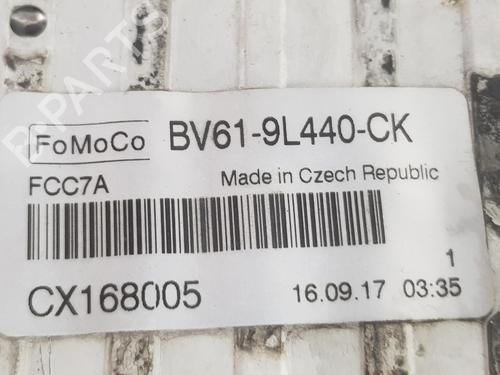 B-PARTS
FoMoCo BV61-9L440-CK
FCC7A Made in Czech Republic
1
CX168005 16.09.17 03:35